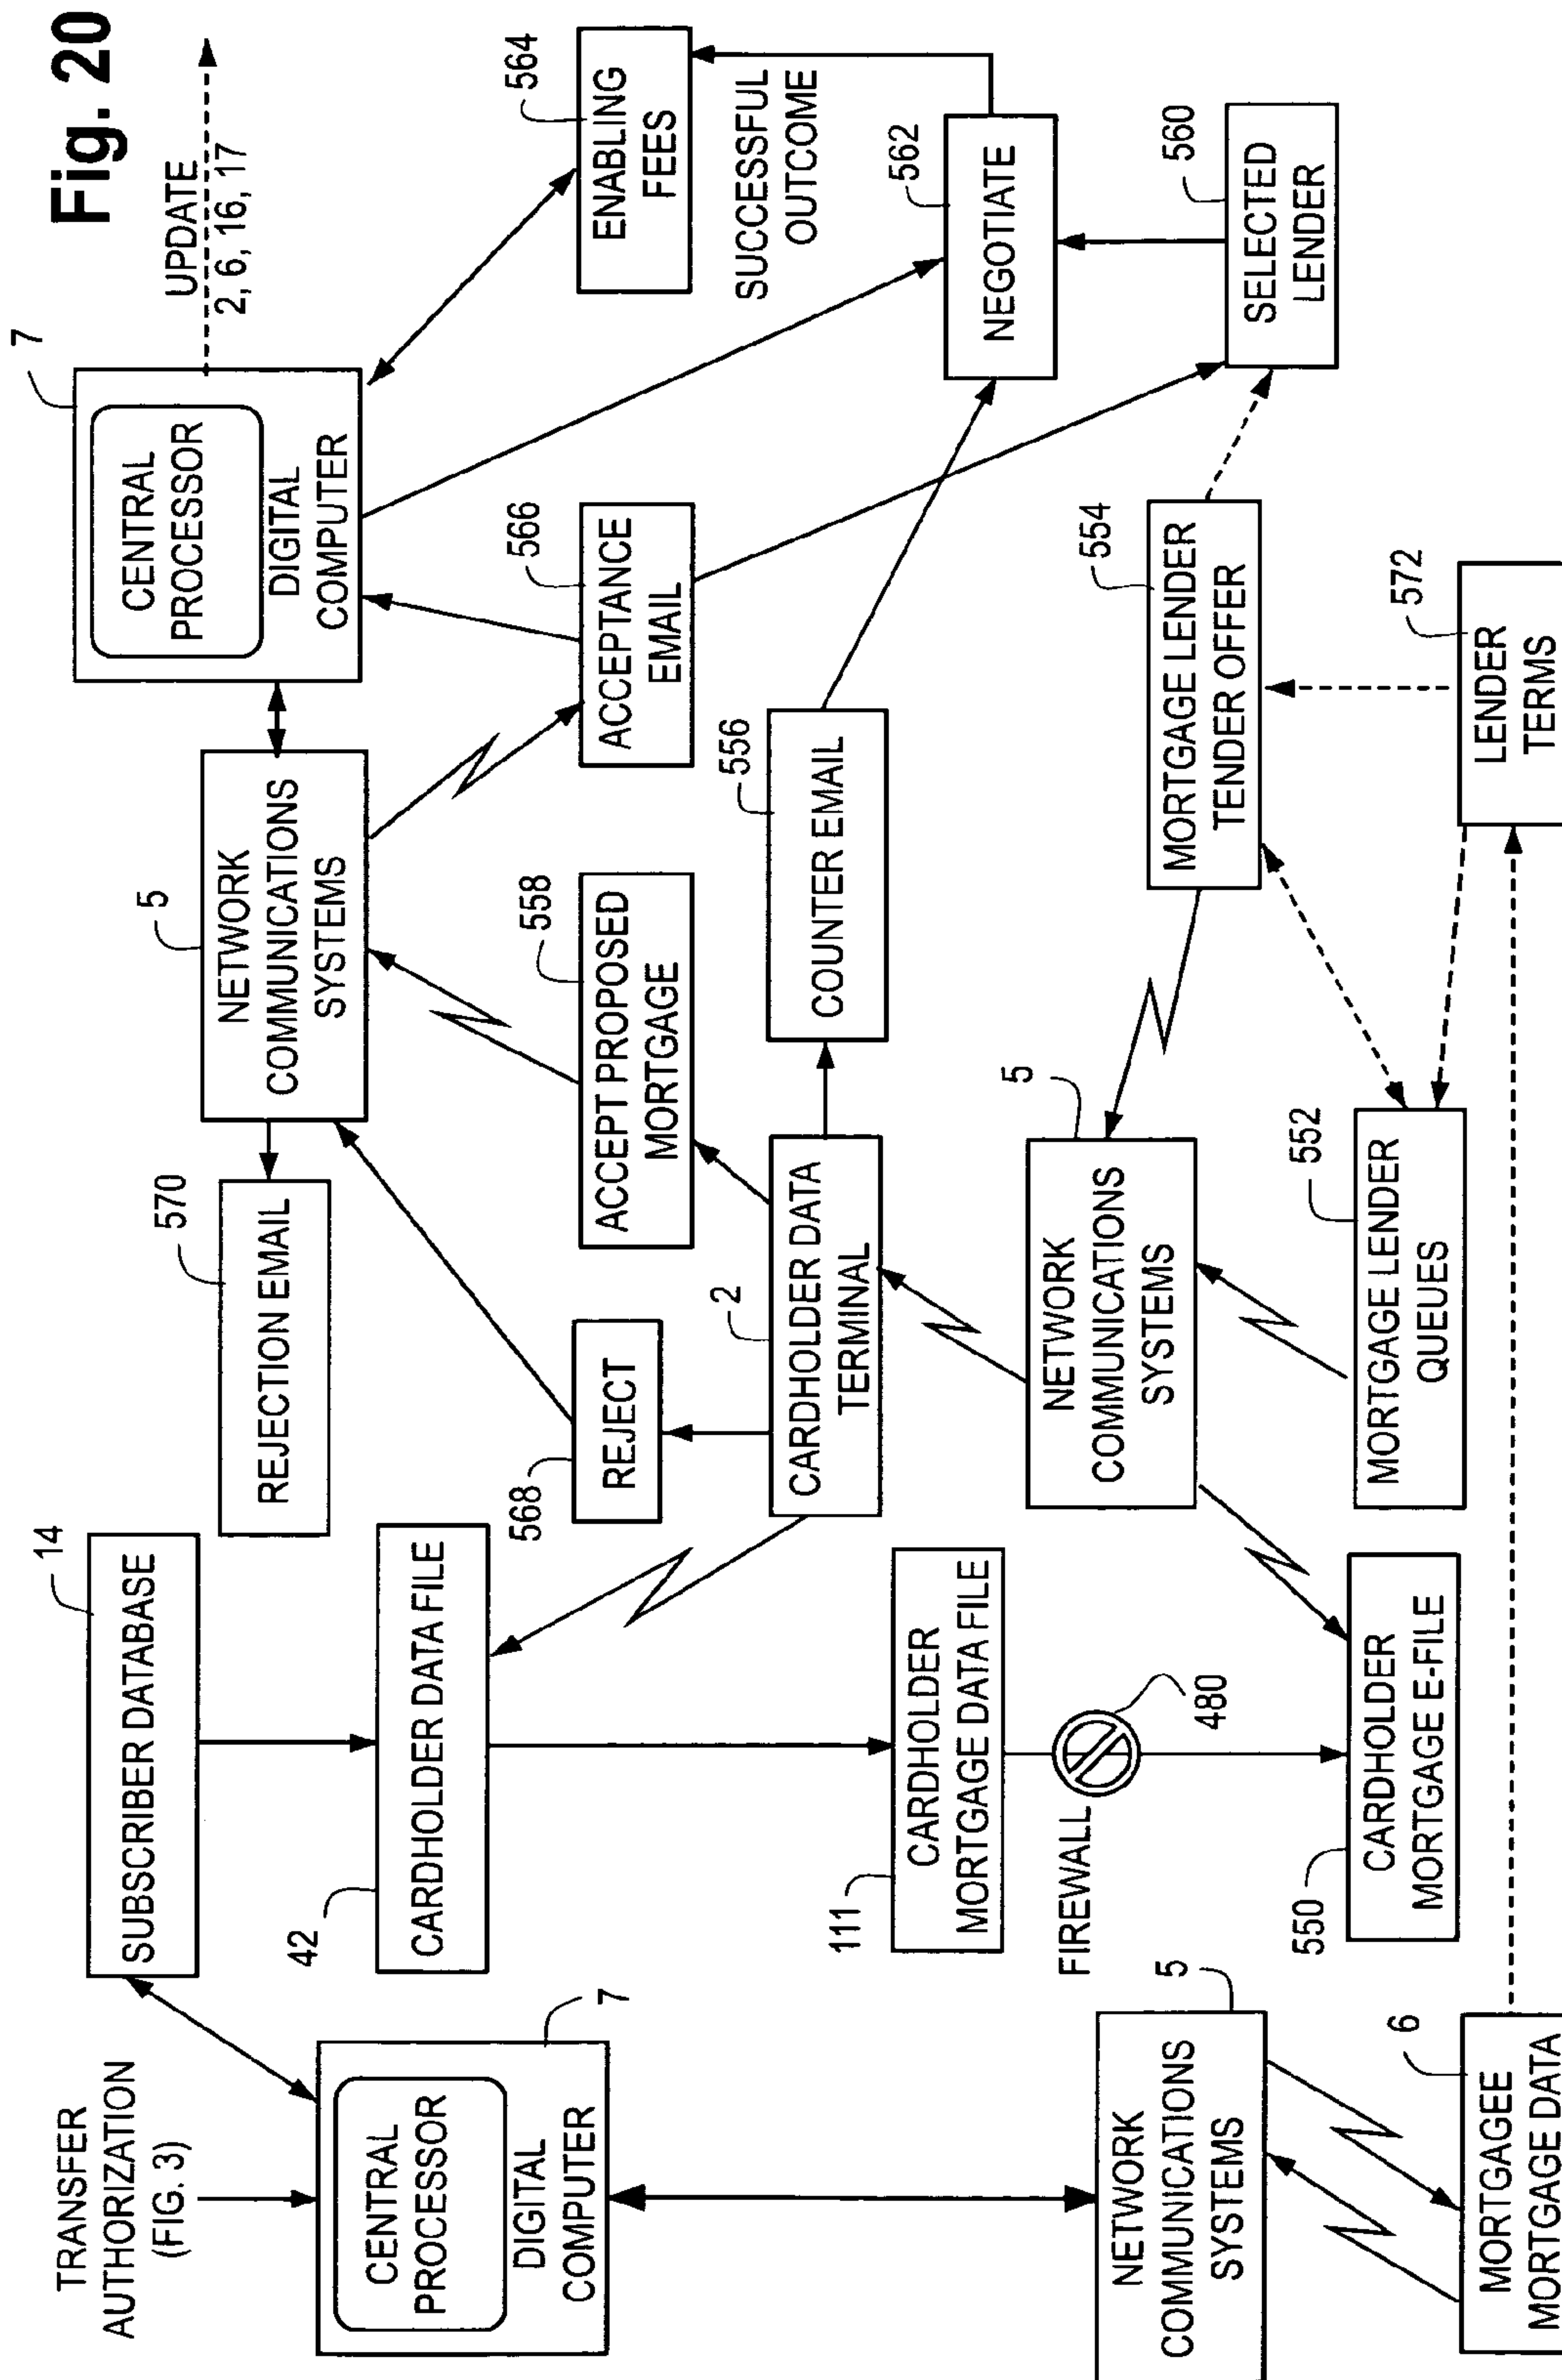 Fig. 20
TRANSFER
AUTHORIZATION
(FIG. 3)
CENTRAL
PROCESSOR
DIGITAL
COMPUTER
7
SUBSCRIBER DATABASE
14
CARDHOLDER DATA FILE
42
REJECTION EMAIL
570
NETWORK
COMMUNICATIONS
SYSTEMS
5
CENTRAL
PROCESSOR
DIGITAL
COMPUTER
7
UPDATE
2, 6, 16, 17
REJECT
568
ACCEPT PROPOSED
MORTGAGE
558
ACCEPTANCE
EMAIL
566
ENABLING
FEES
564
SUCCESSFUL
OUTCOME
CARDHOLDER DATA
TERMINAL
2
COUNTER EMAIL
556
NEGOTIATE
562
CARDHOLDER
MORTGAGE DATA FILE
111
FIREWALL
480
NETWORK
COMMUNICATIONS
SYSTEMS
5
NETWORK
COMMUNICATIONS
SYSTEMS
5
MORTGAGE LENDER
TENDER OFFER
554
SELECTED
LENDER
560
CARDHOLDER
MORTGAGE E-FILE
550
MORTGAGE LENDER
QUEUES
552
MORTGAGEE
MORTGAGE DATA
6
LENDER
TERMS
572